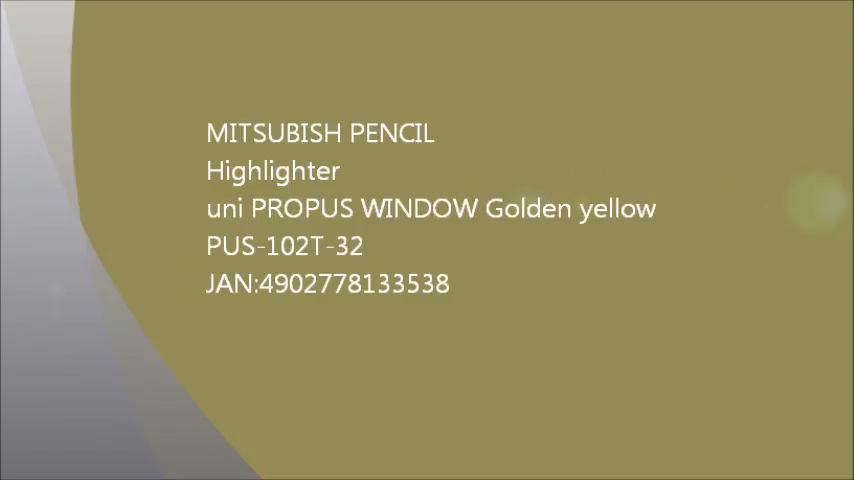 MITSUBISH PENCIL
Highlighter
uni PROPUS WINDOW Golden yellow
PUS-102T-32
JAN:4902778133538